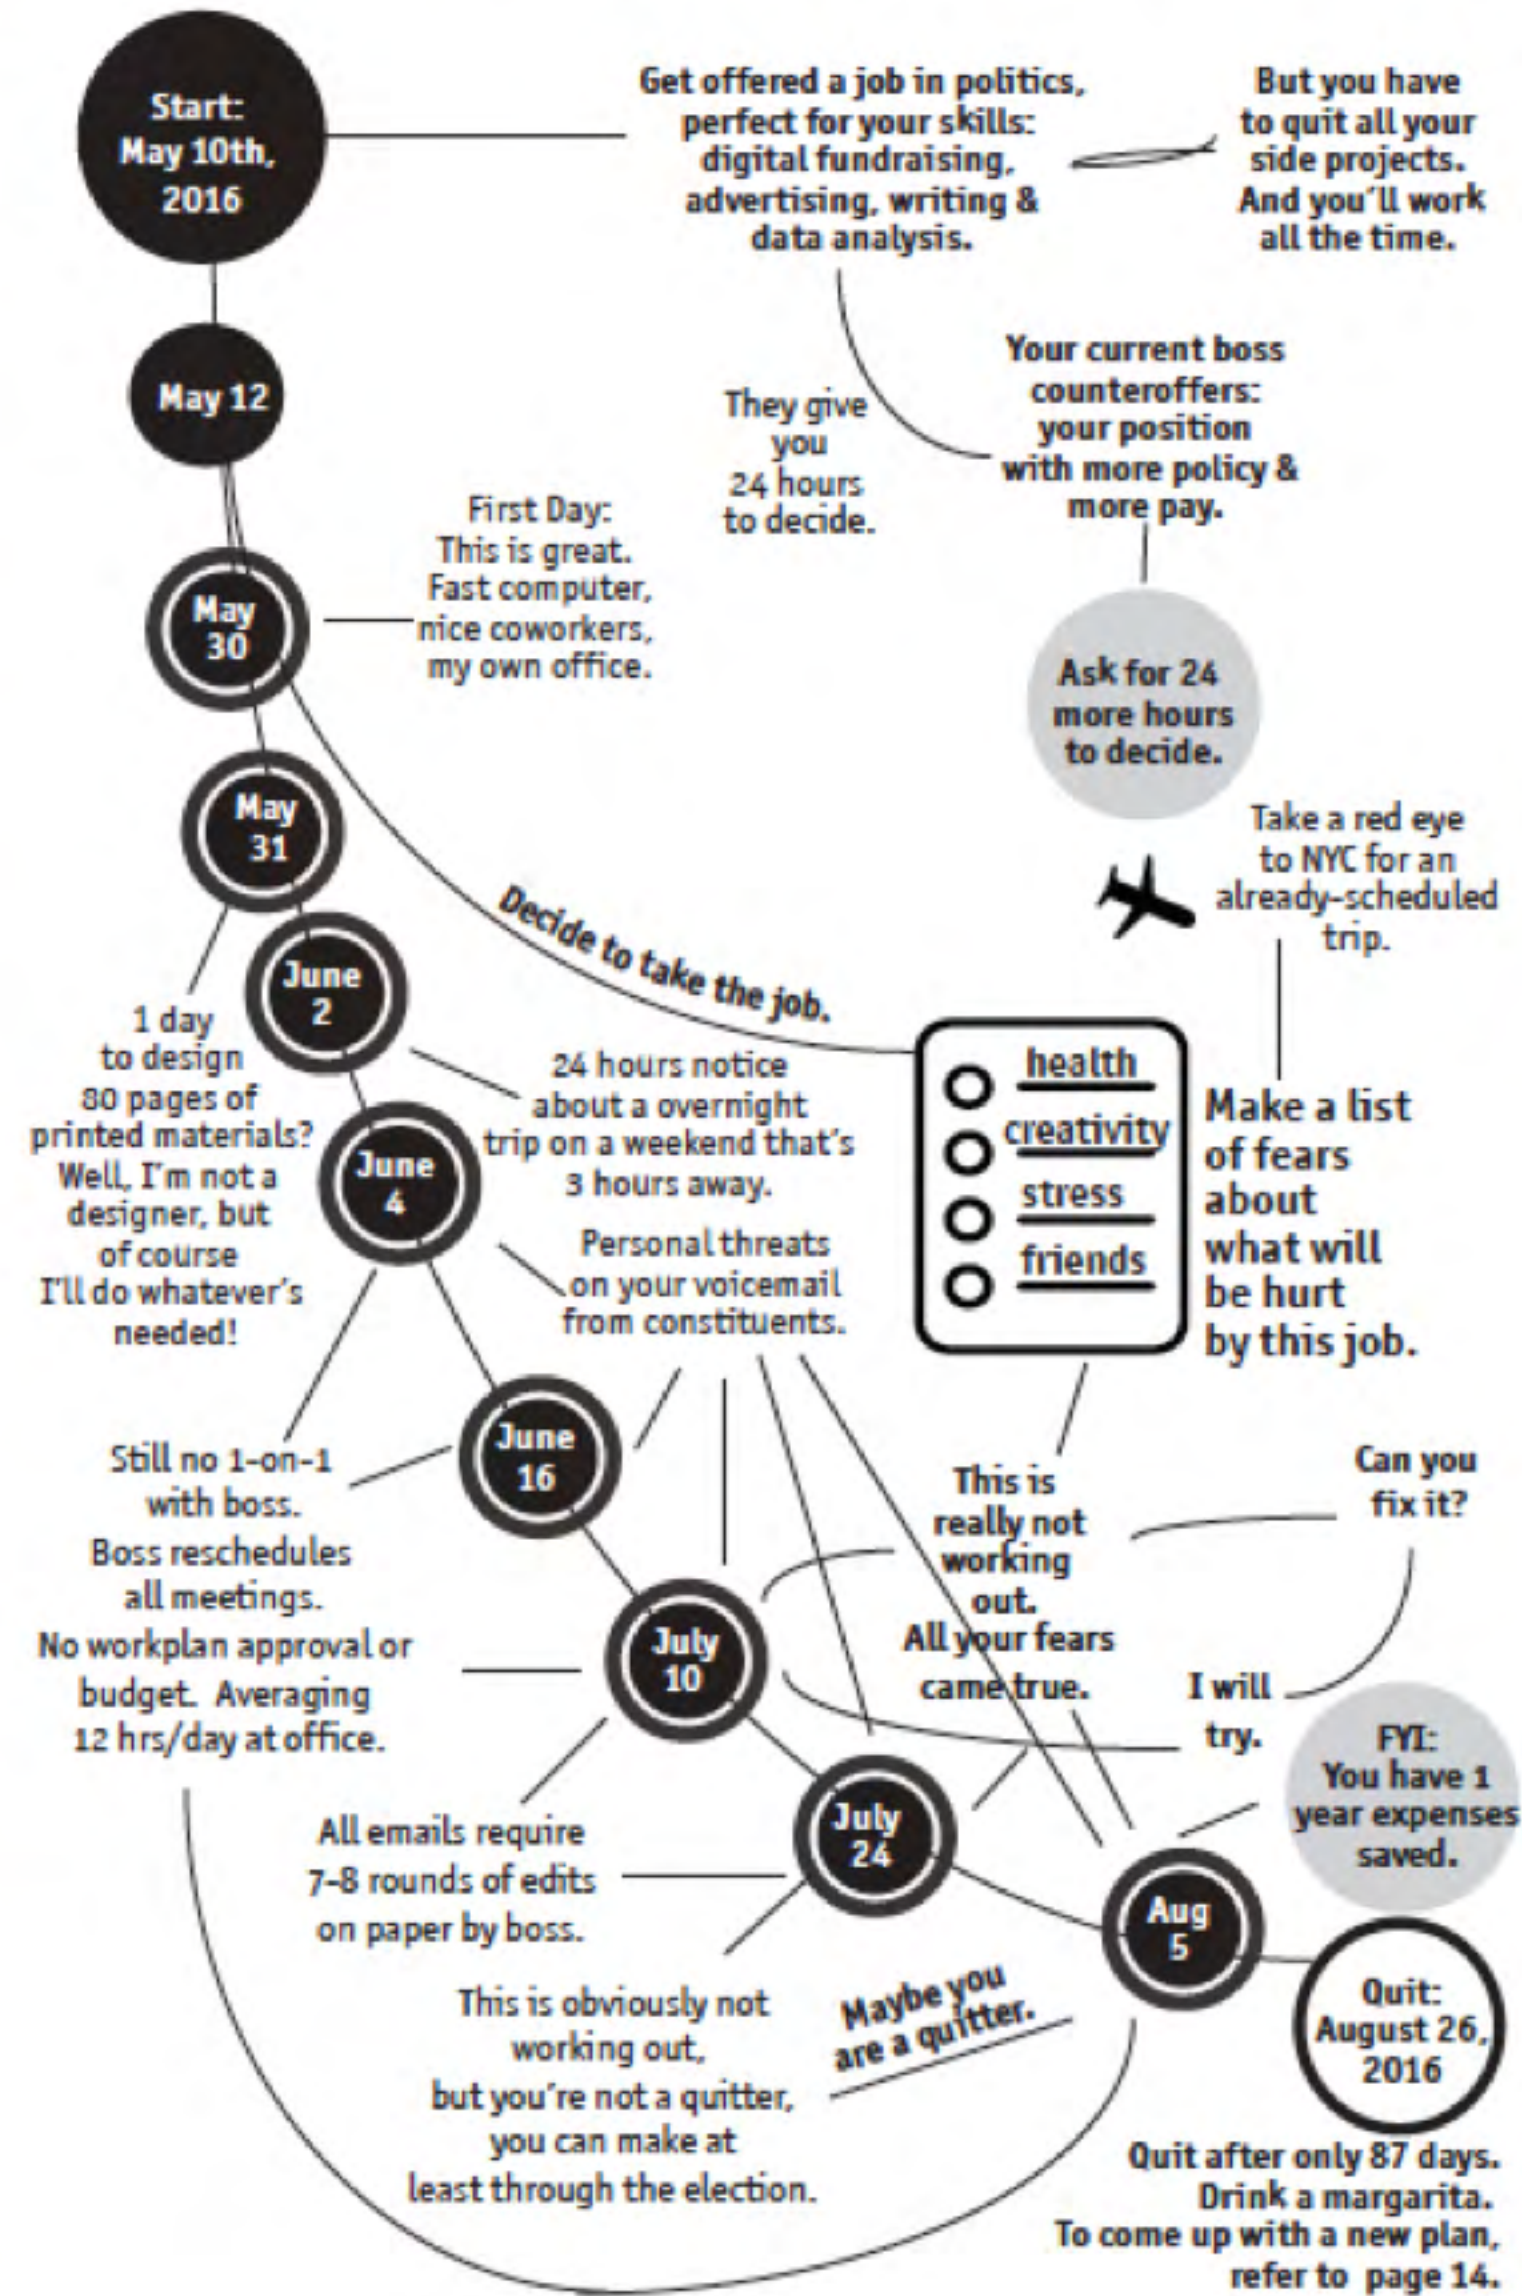 Start:
May 10th,
2016
Get offered a job in politics,
perfect for your skills:
digital fundraising,
advertising, writing &
data analysis.
But you have
to quit all your
side projects.
And you'll work
all the time.
May 12
They give
you
24 hours
to decide.
Your current boss
counteroffers:
your position
with more policy &
more pay.
First Day:
This is great.
Fast computer,
nice coworkers,
my own office.
May
30
Ask for 24
more hours
to decide.
May
31
Take a red eye
to NYC for an
already-scheduled
trip.
Decide to take the job.
June
2
1 day
to design
80 pages of
printed materials?
Well, I'm not a
designer, but
of course
I'll do whatever's
needed!
24 hours notice
about a overnight
trip on a weekend that's
3 hours away.
health
creativity
stress
friends
Make a list
of fears
about
what will
be hurt
by this job.
June
4
Personal threats
on your voicemail
from constituents.
Still no 1-on-1
with boss.
Boss reschedules
all meetings.
No workplan approval or
budget. Averaging
12 hrs/day at office.
June
16
This is
really not
working
out.
All your fears
came true.
Can you
fix it?
I will
try.
July
10
FYI:
You have 1
year expenses
saved.
All emails require
7-8 rounds of edits
on paper by boss.
July
24
Aug
5
This is obviously not
working out,
but you're not a quitter,
you can make at
least through the election.
Maybe you
are a quitter.
Quit:
August 26,
2016
Quit after only 87 days.
Drink a margarita.
To come up with a new plan,
refer to page 14.